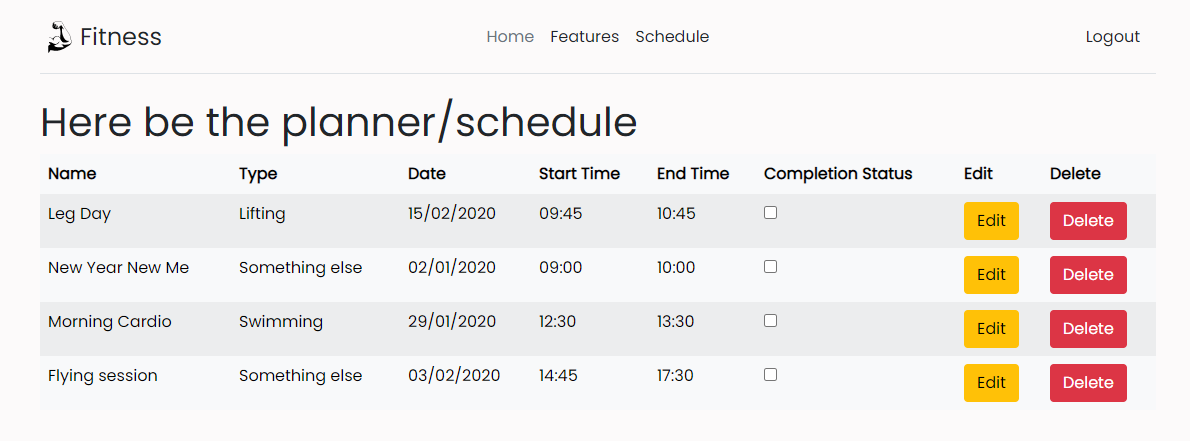 Fitness Home Features Schedule Logout
Here be the planner/schedule
Name Type Date Start Time End Time Completion Status Edit Delete
Leg Day Lifting 15/02/2020 09:45 10:45 Edit Delete
New Year New Me Something else 02/01/2020 09:00 10:00 Edit Delete
Morning Cardio Swimming 29/01/2020 12:30 13:30 Edit Delete
Flying session Something else 03/02/2020 14:45 17:30 Edit Delete